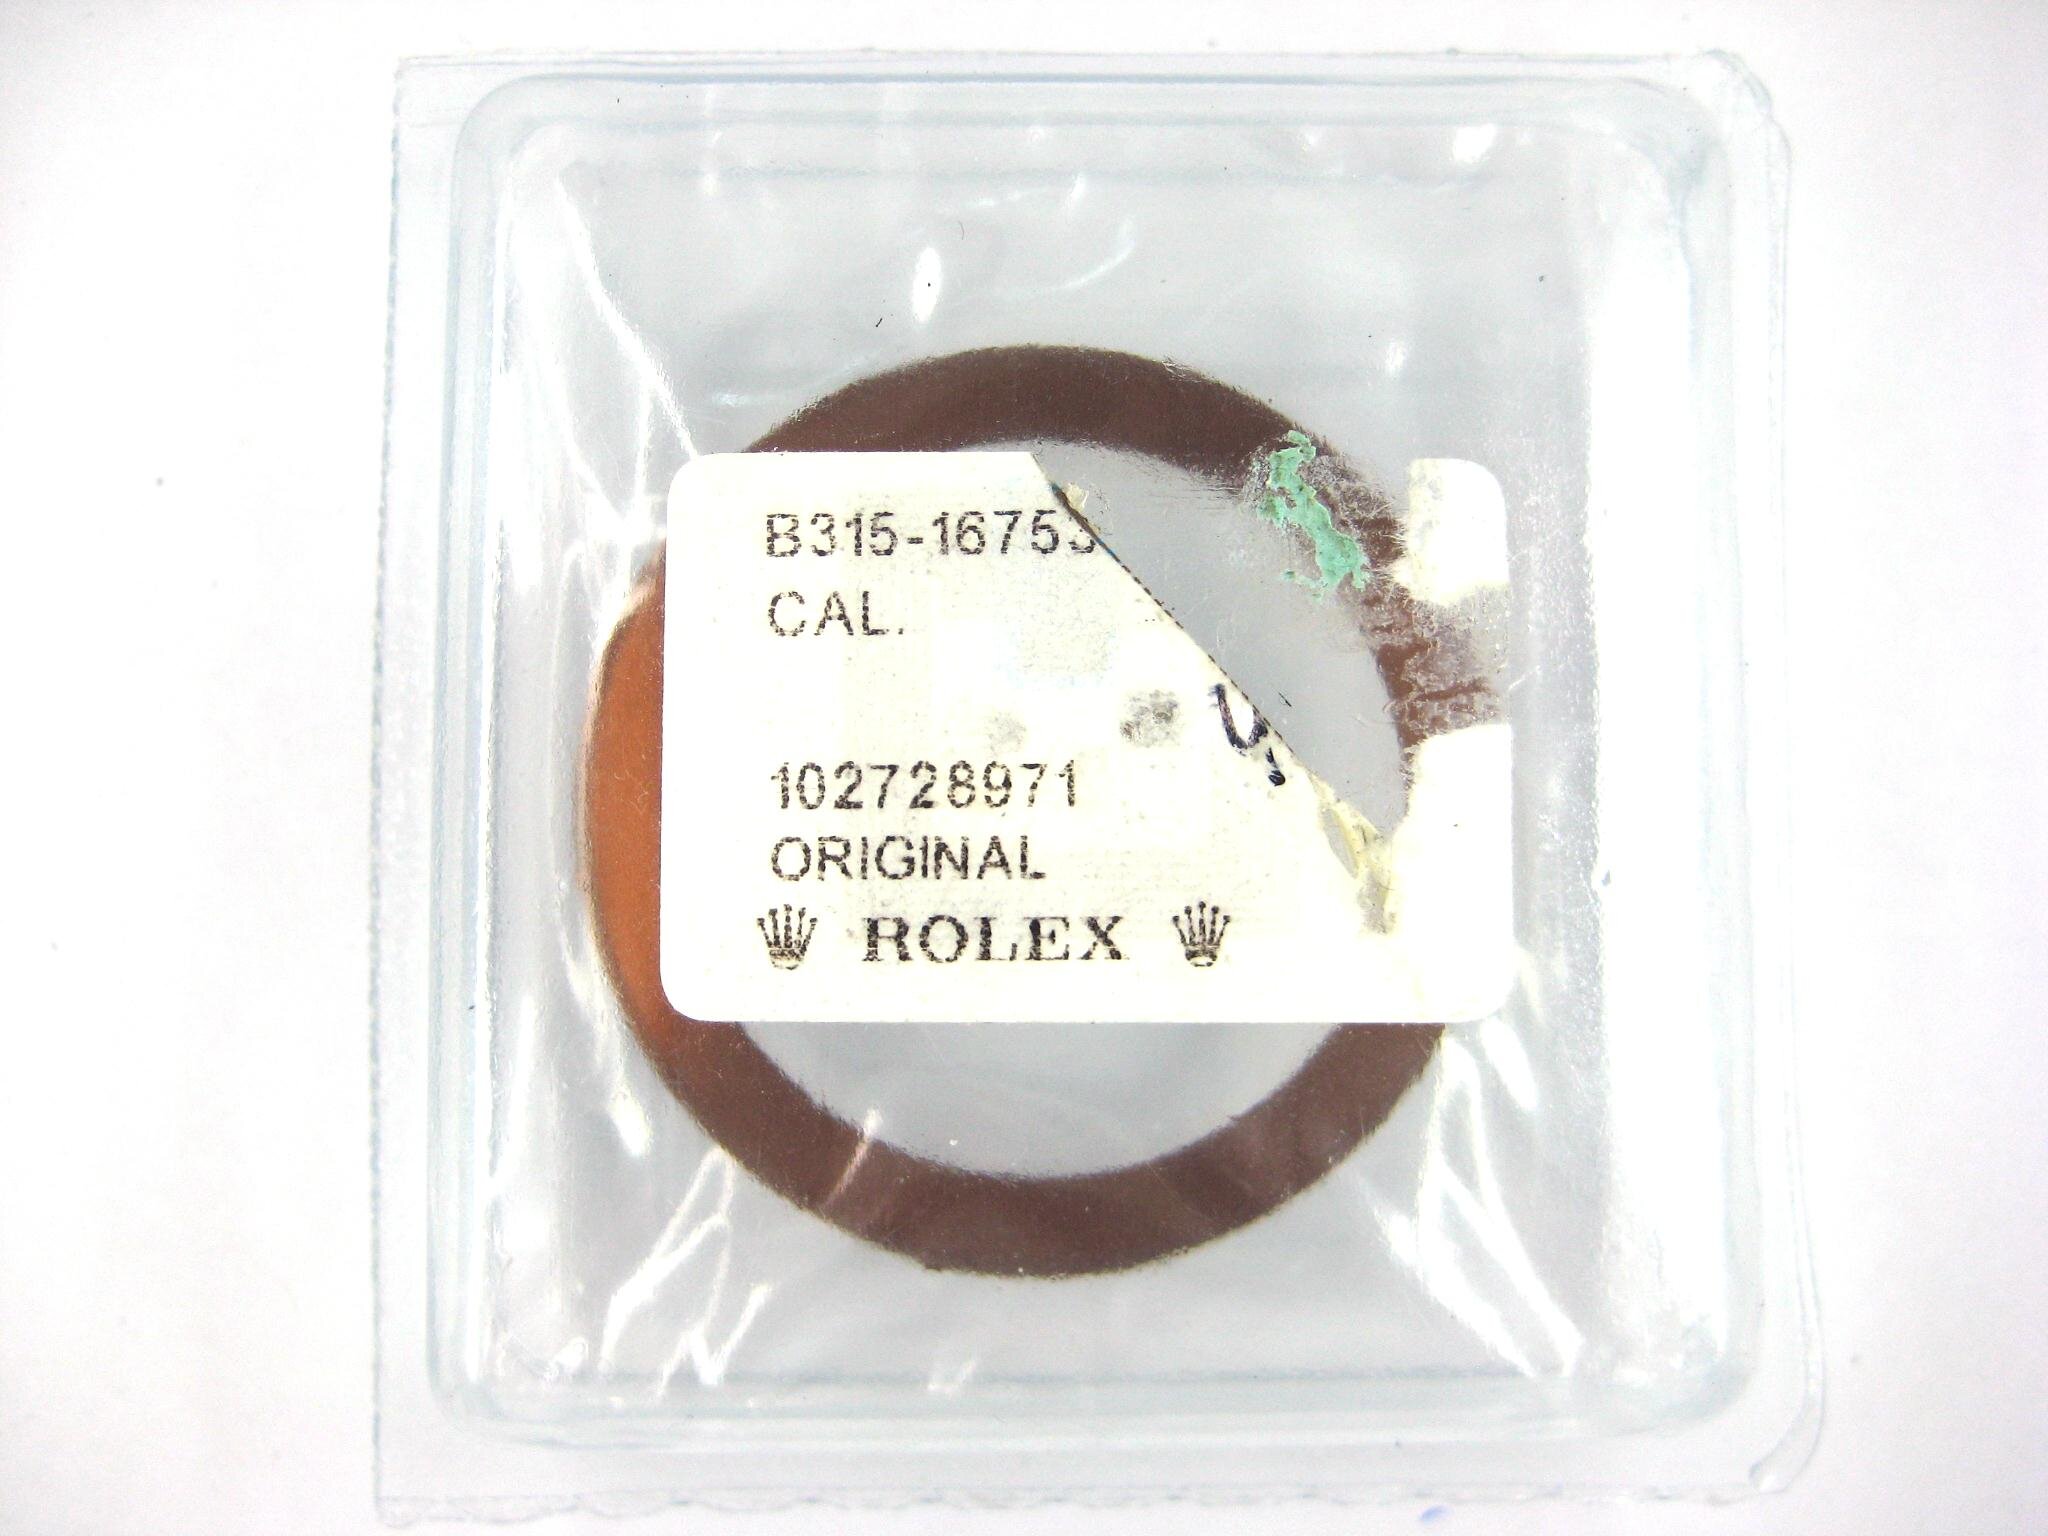 B315-16753
CAL.
102728971
ORIGINAL
ROLEX